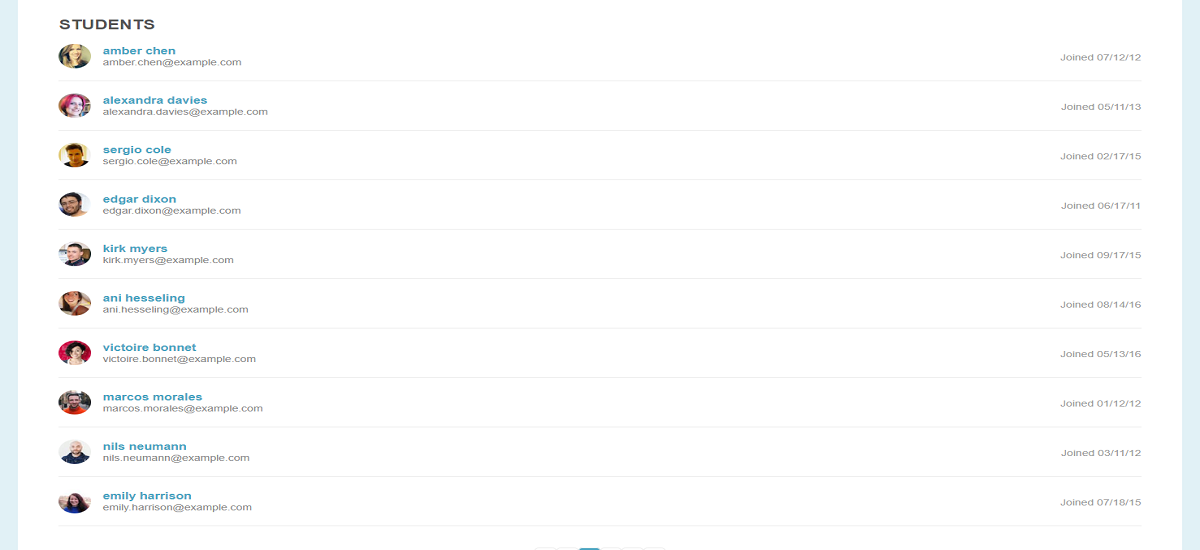 STUDENTS
amber chen
amber.chen@example.com
Joined 07/12/12
alexandra davies
alexandra.davies@example.com
Joined 05/11/13
sergio cole
sergio.cole@example.com
Joined 02/17/15
edgar dixon
edgar.dixon@example.com
Joined 06/17/11
kirk myers
kirk.myers@example.com
Joined 09/17/15
ani hesseling
ani.hesseling@example.com
Joined 08/14/16
victoire bonnet
victoire.bonnet@example.com
Joined 05/13/16
marcos morales
marcos.morales@example.com
Joined 01/12/12
nils neumann
nils.neumann@example.com
Joined 03/11/12
emily harrison
emily.harrison@example.com
Joined 07/18/15